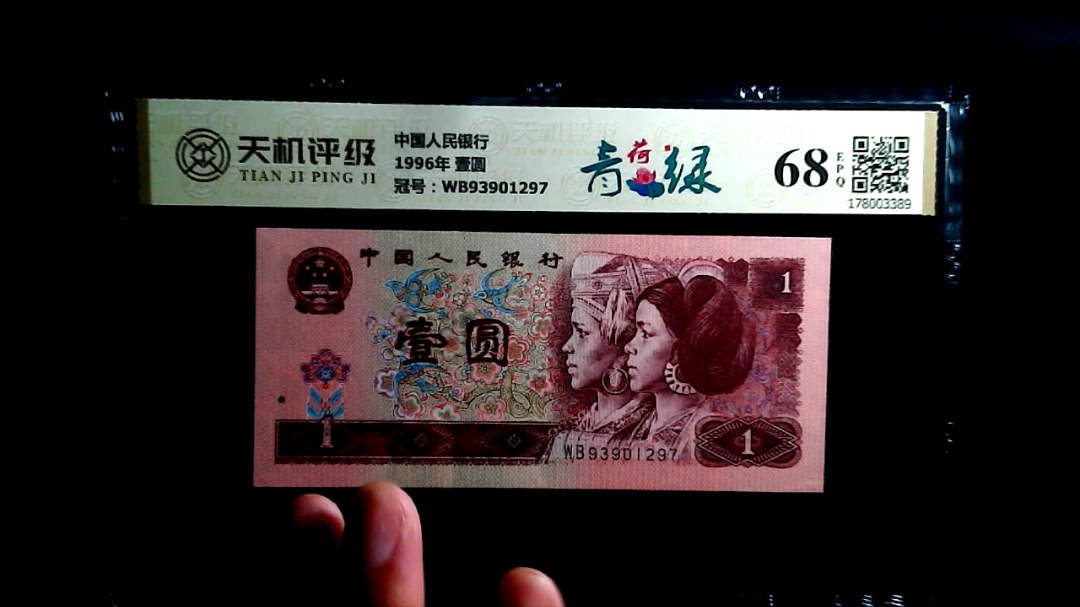 天机评级
TIAN JI PING JI
中国人民银行
1996年 壹圆
冠号：WB93901297
青荷绿
68
EPQ
178003389
中国人民银行
1
壹圆
1
WB93901297
1